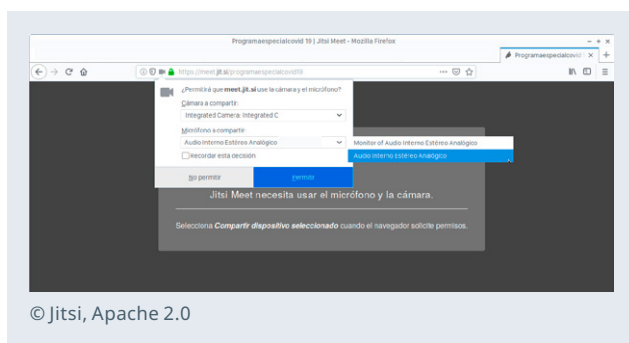 Programaespecialcovid 19 | Jitsi Meet - Mozilla Firefox
Programaespecialcovid
https://meet.jit.si/programaespecialcovid19
¿Permitirá que meet.jit.si use la cámara y el micrófono?
Cámara a compartir:
Integrated Camera: Integrated C
Micrófono a compartir:
Audio Interno Estéreo Analógico
Monitor of Audio Interno Estéreo Analógico
Audio Interno Estéreo Analógico
Recordar esta decisión
No permitir
Permitir
Jitsi Meet necesita usar el micrófono y la cámara.
Selecciona Compartir dispositivo seleccionado cuando el navegador solicite permisos.
© Jitsi, Apache 2.0